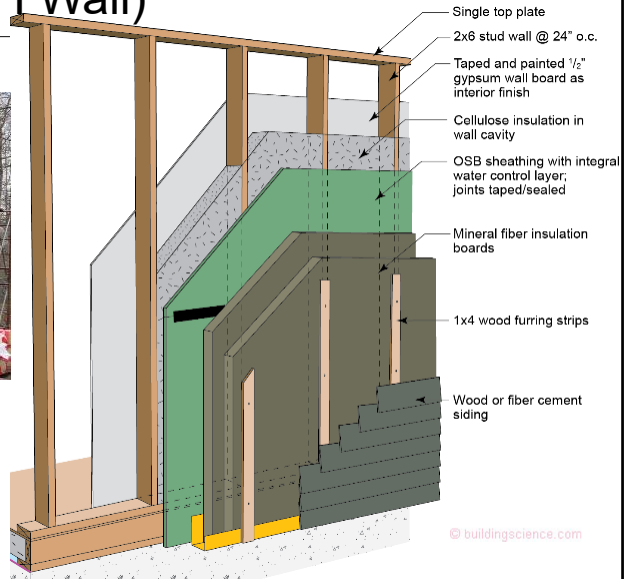 Wall)
Single top plate
2x6 stud wall @ 24” o.c.
Taped and painted 1/2”
gypsum wall board as
interior finish
Cellulose insulation in
wall cavity
OSB sheathing with integral
water control layer;
joints taped/sealed
Mineral fiber insulation
boards
1x4 wood furring strips
Wood or fiber cement
siding
© buildingscience.com